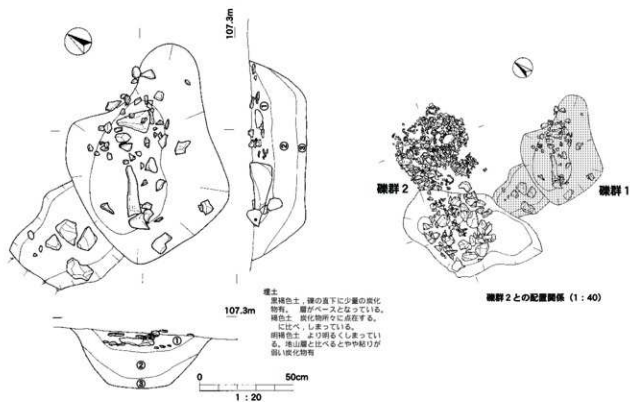 107.3m
①
②
③
107.3m
①
②
③
0
50cm
1 : 20
埋土
黒褐色土，礫の直下に少量の炭化
物有。 層がベースとなっている。
褐色土 炭化物所々に点在する。
に比べ，しまっている。
明褐色土 より明るくしまってい
る。地山層と比べるとやや粘りが
弱い炭化物有
礫群 2
礫群 1
礫群 2 との配置関係（1：40）